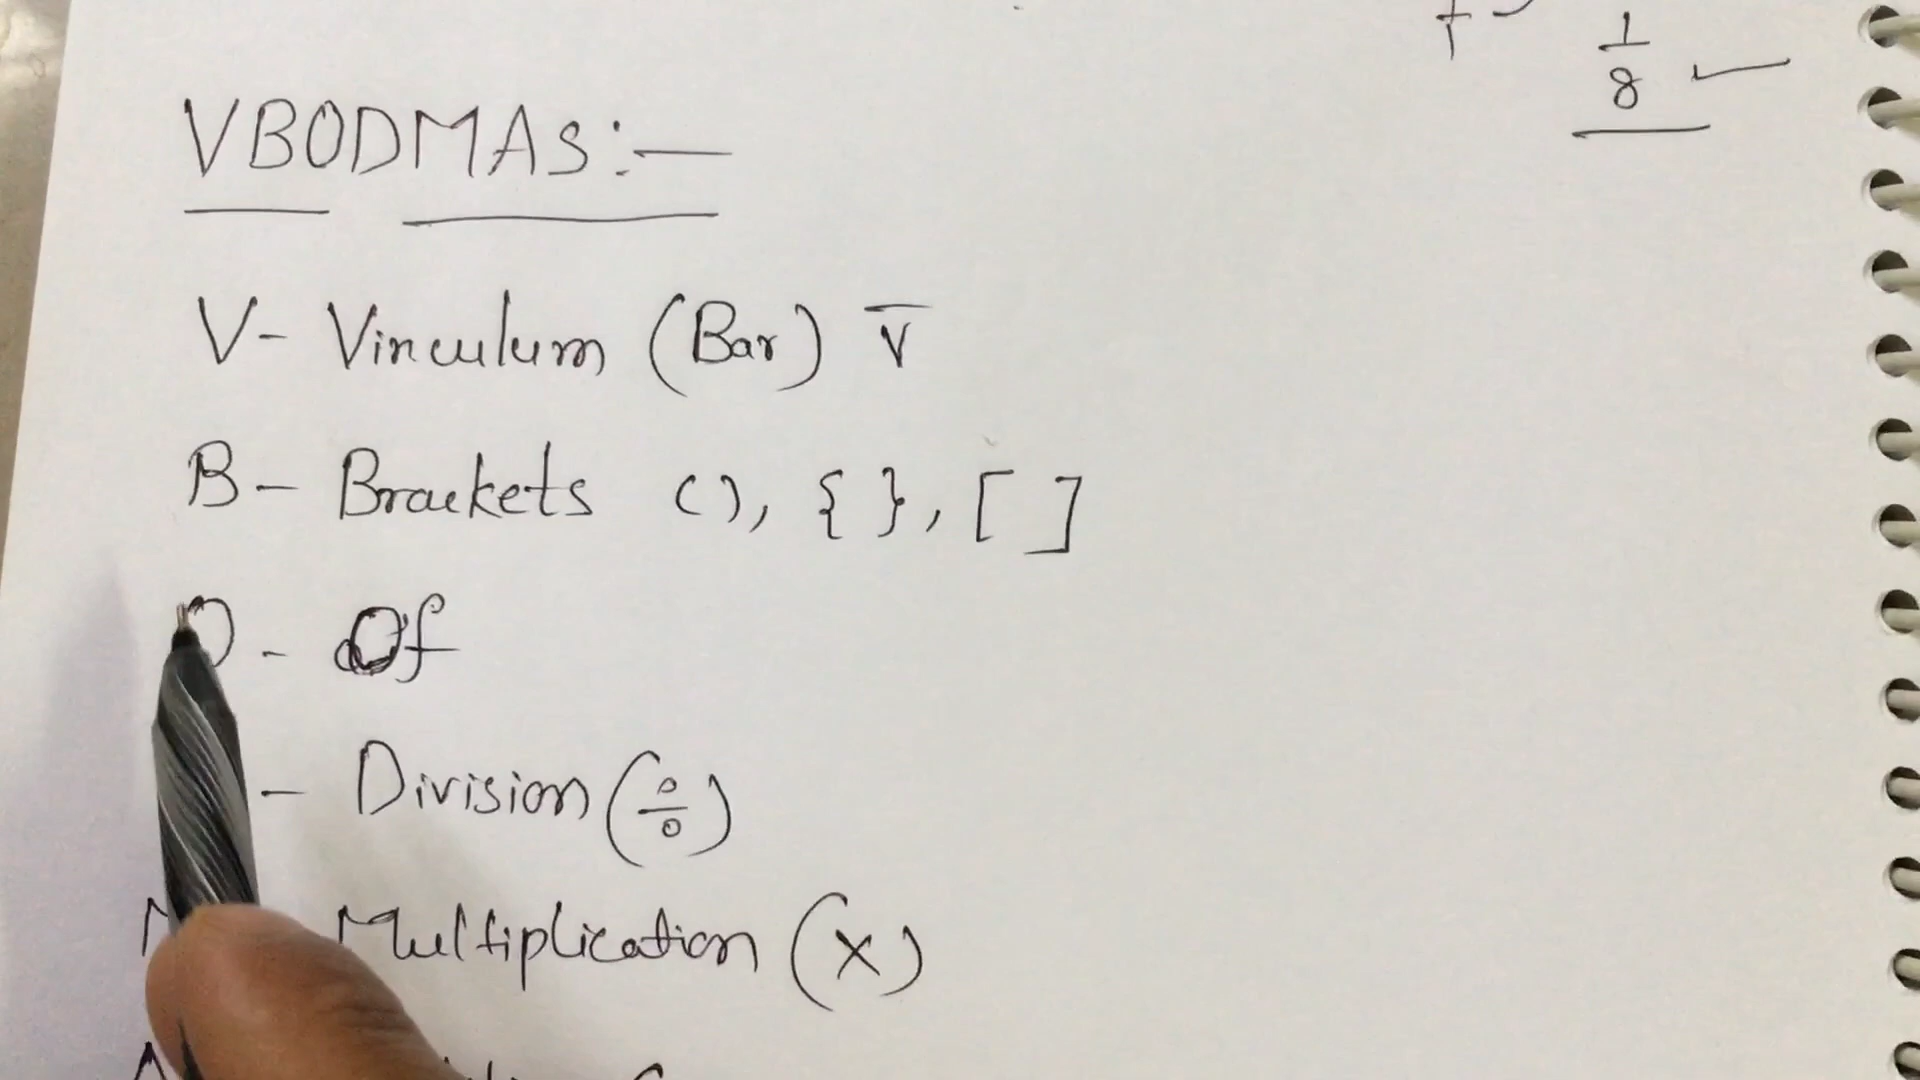 1/8
VBODMAS:—
V- Vinculum (Bar) V̅
B- Brackets ( ), { }, [ ]
O - Of
- Division (÷)
M Multiplication (×)